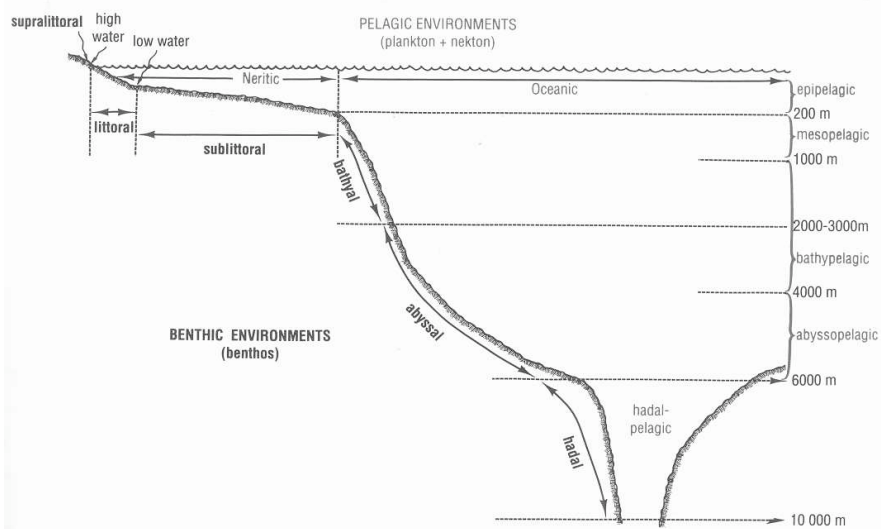 PELAGIC ENVIRONMENTS
(plankton + nekton)
supralittoral
high
water
low water
Neritic
Oceanic
epipelagic
200 m
littoral
mesopelagic
sublittoral
1000 m
bathyal
2000-3000m
bathypelagic
4000 m
abyssal
BENTHIC ENVIRONMENTS
(benthos)
abyssopelagic
6000 m
hadal-
pelagic
hadal
10 000 m